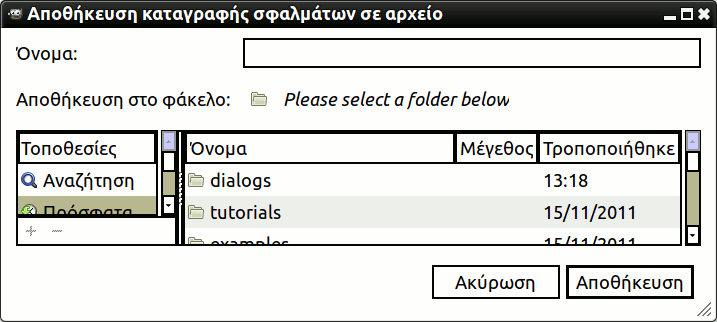 Αποθήκευση καταγραφής σφαλμάτων σε αρχείο
Όνομα:
Αποθήκευση στο φάκελο: Please select a folder below
Τοποθεσίες Όνομα Μέγεθος Τροποποιήθηκε
Αναζήτηση dialogs 13:18
Πρόσφατα tutorials 15/11/2011
examples 15/11/2011
Ακύρωση Αποθήκευση